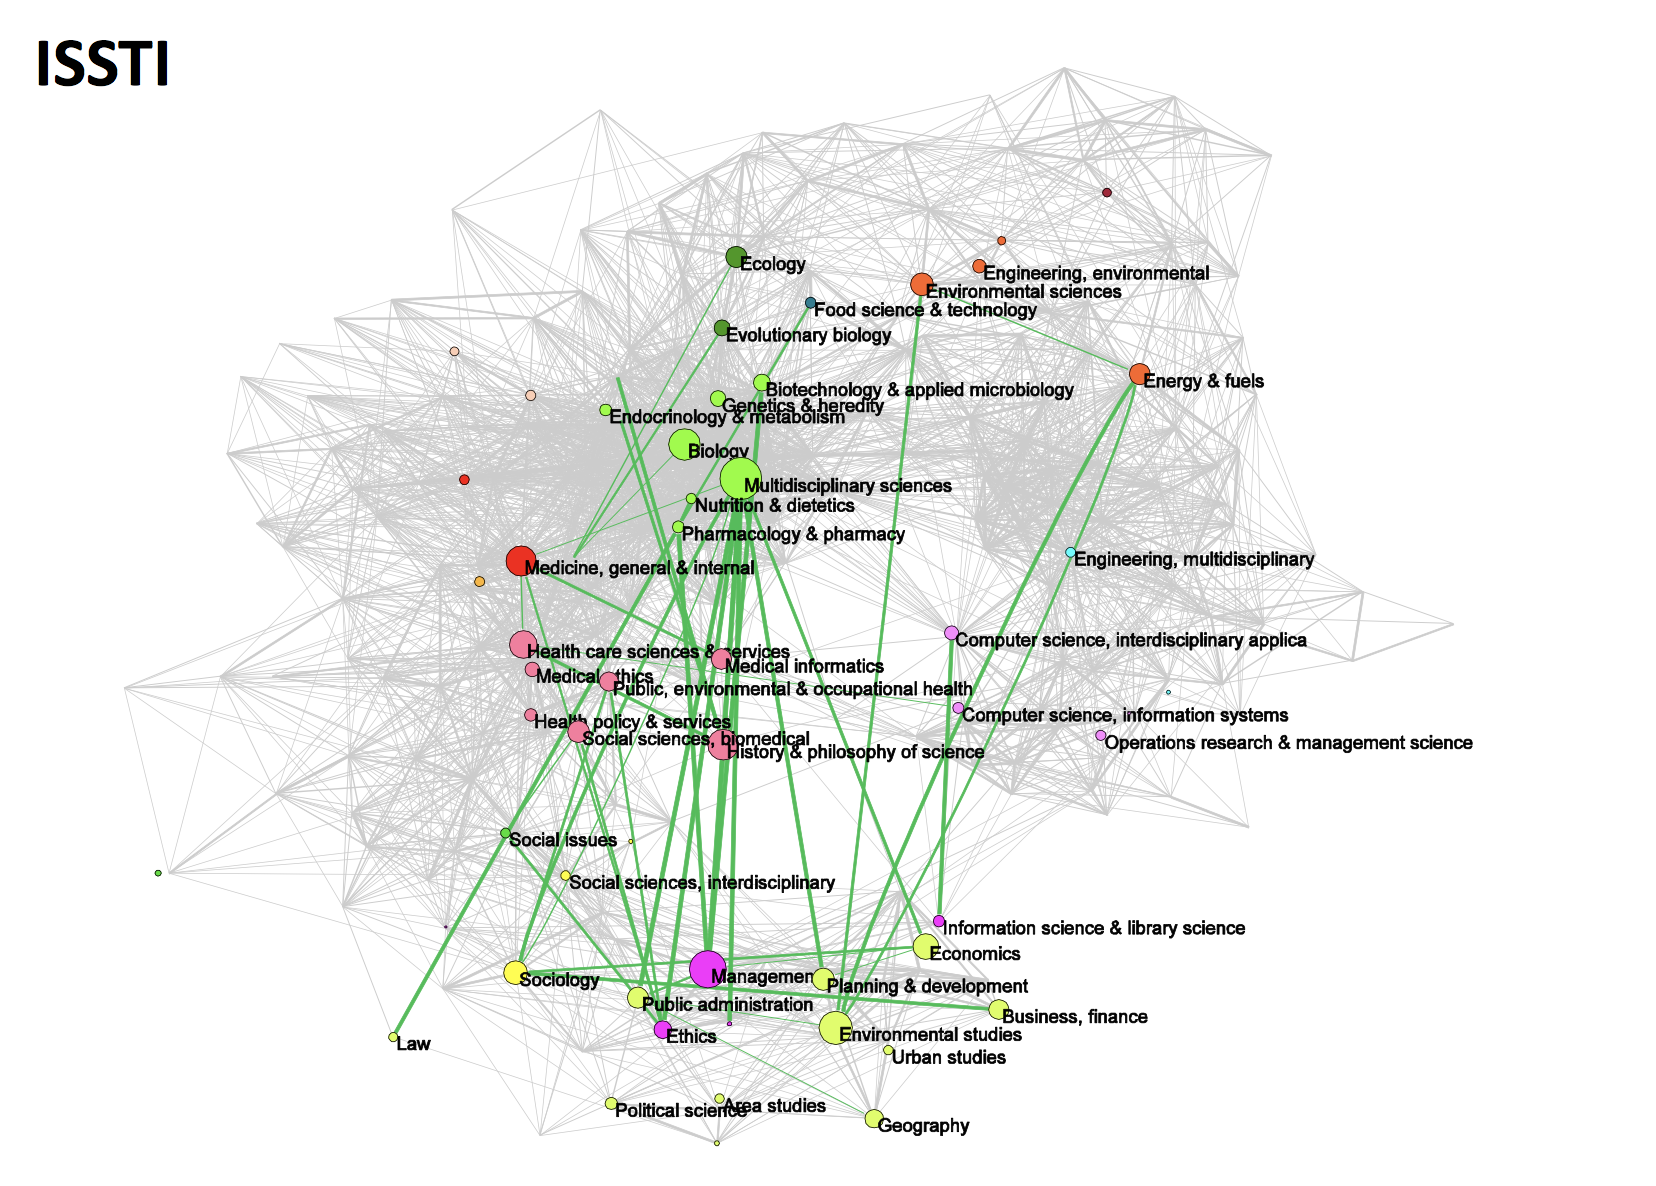 ISSTI
Ecology
Engineering, environmental
Environmental sciences
Food science & technology
Evolutionary biology
Energy & fuels
Biotechnology & applied microbiology
Genetics & heredity
Endocrinology & metabolism
Biology
Multidisciplinary sciences
Nutrition & dietetics
Pharmacology & pharmacy
Engineering, multidisciplinary
Medicine, general & internal
Computer science, interdisciplinary applica
Health care sciences & services
Medical informatics
Medical ethics
Public, environmental & occupational health
Computer science, information systems
Health policy & services
Social sciences, biomedical
Operations research & management science
History & philosophy of science
Social issues
Social sciences, interdisciplinary
Information science & library science
Economics
Management
Sociology
Planning & development
Public administration
Business, finance
Environmental studies
Ethics
Law
Urban studies
Area studies
Political science
Geography